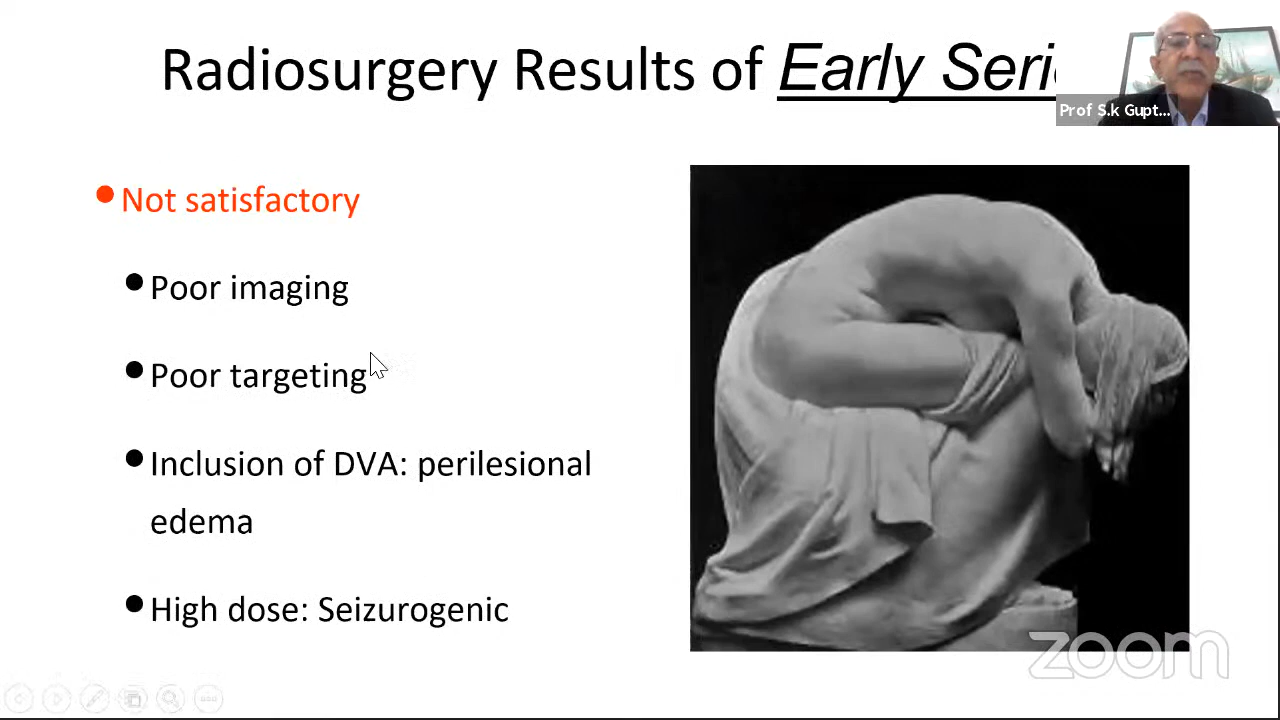 Radiosurgery Results of Early
Prof S.k Gupt...
Not satisfactory
Poor imaging
Poor targeting
Inclusion of DVA: perilesional
edema
High dose: Seizurogenic
zoom